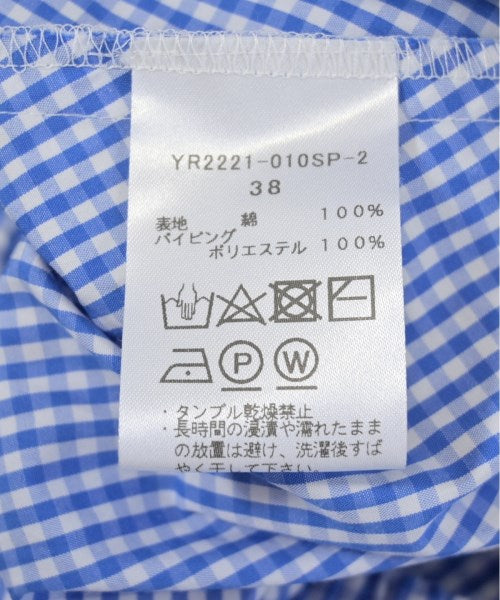 YR2221-010SP-2
38
表地 綿 100%
パイピング
ポリエステル 100%
P W
・タンブル乾燥禁止
・長時間の浸漬や濡れたまま
の放置は避け、洗濯後すば
やく干して下さい。